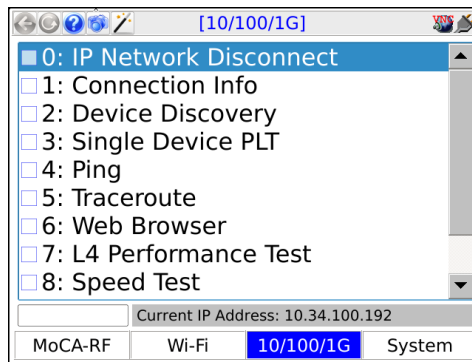 [10/100/1G]
VNC
0: IP Network Disconnect
1: Connection Info
2: Device Discovery
3: Single Device PLT
4: Ping
5: Traceroute
6: Web Browser
7: L4 Performance Test
8: Speed Test
Current IP Address: 10.34.100.192
MoCA-RF Wi-Fi 10/100/1G System